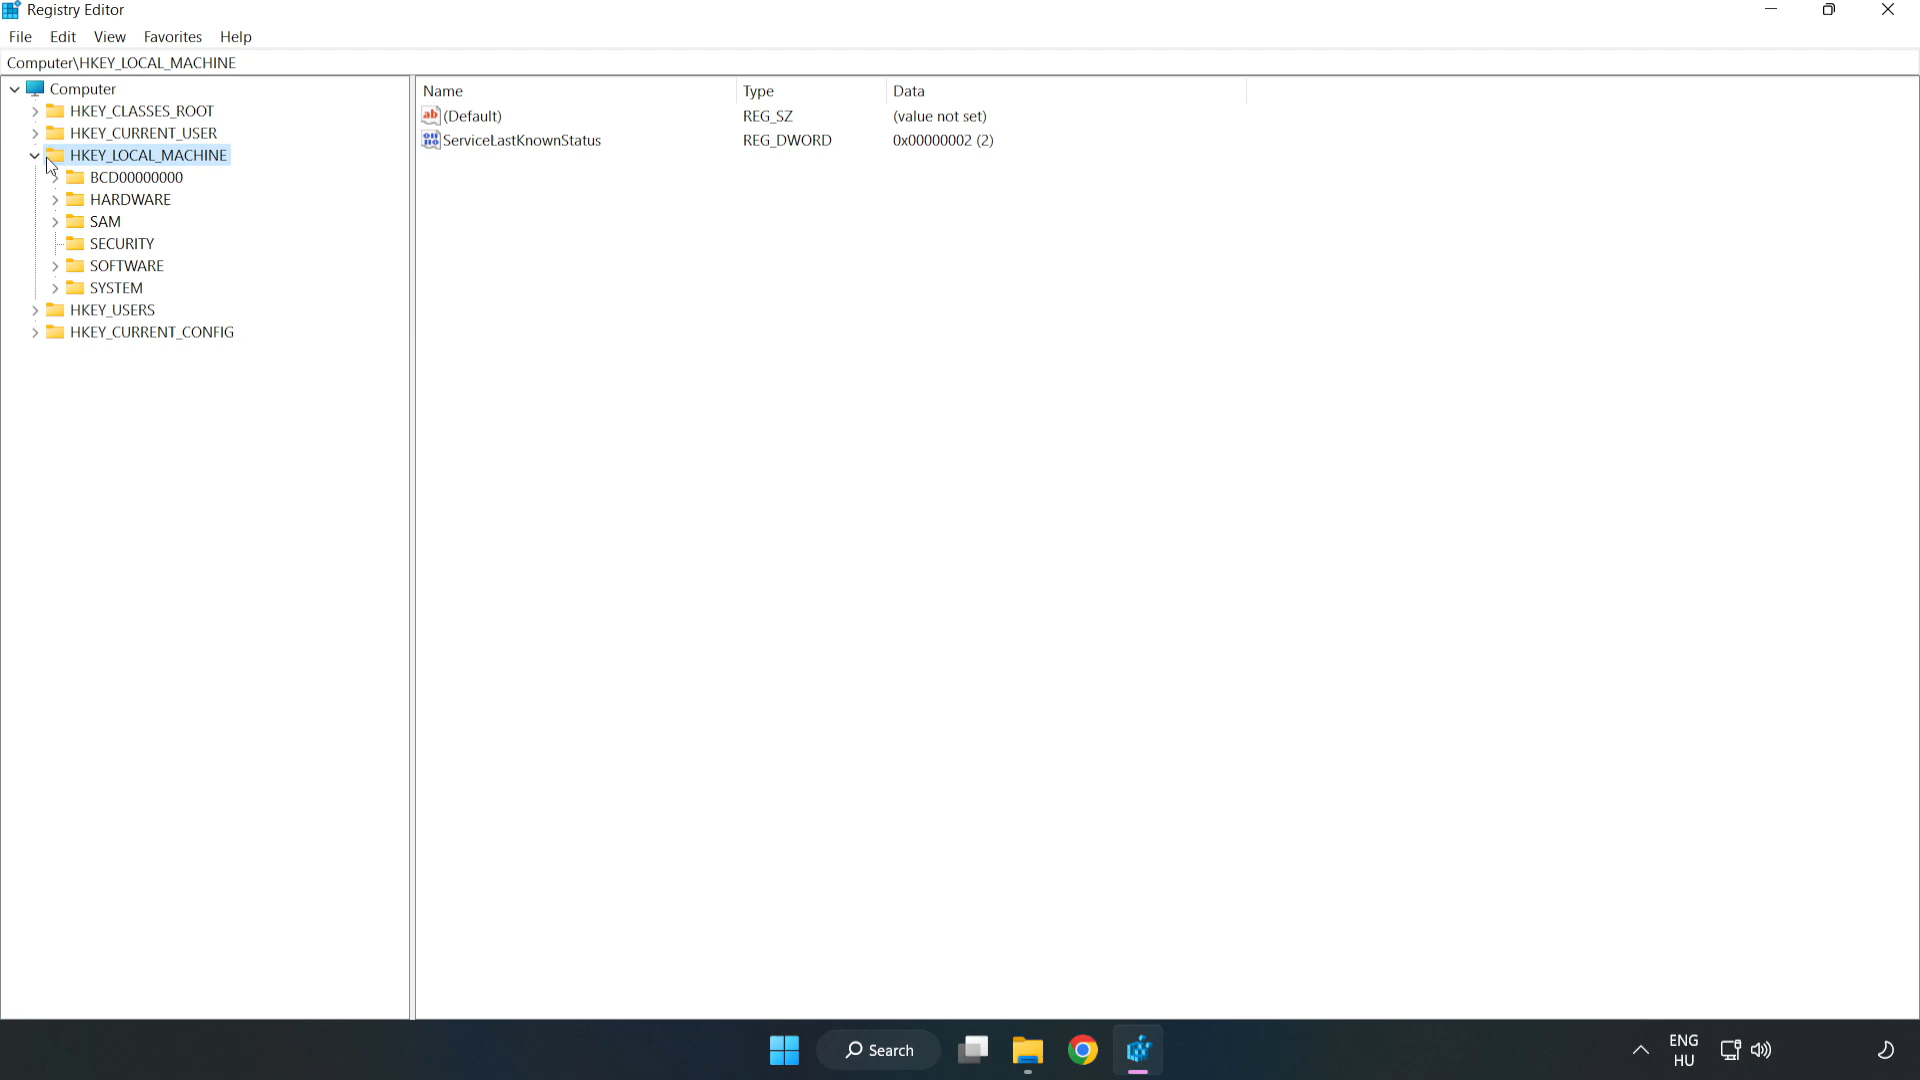 Registry Editor
File Edit View Favorites Help
Computer\HKEY_LOCAL_MACHINE
Computer
HKEY_CLASSES_ROOT
HKEY_CURRENT_USER
HKEY_LOCAL_MACHINE
BCD00000000
HARDWARE
SAM
SECURITY
SOFTWARE
SYSTEM
HKEY_USERS
HKEY_CURRENT_CONFIG
Name Type Data
(Default) REG_SZ (value not set)
ServiceLastKnownStatus REG_DWORD 0x00000002 (2)
Search
ENG
HU